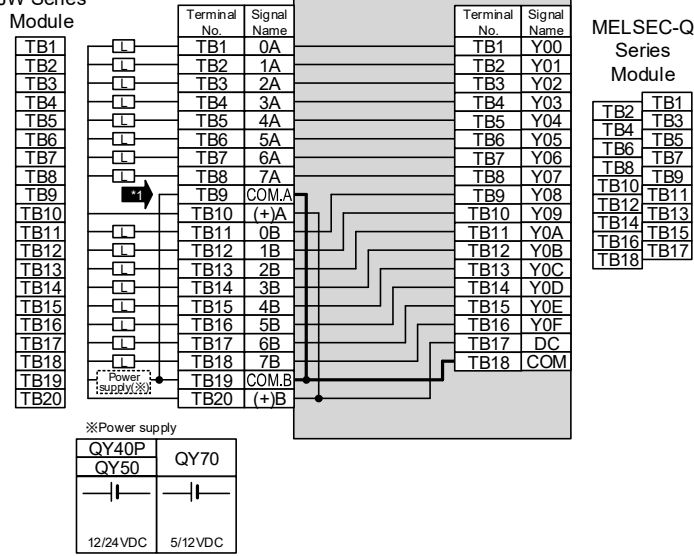 JW Series
Module
TB1
TB2
TB3
TB4
TB5
TB6
TB7
TB8
TB9
TB10
TB11
TB12
TB13
TB14
TB15
TB16
TB17
TB18
TB19
TB20
L
L
L
L
L
L
L
L
*1
L
L
L
L
L
L
L
L
Power
supply(※)
Terminal No. Signal Name
TB1 0A
TB2 1A
TB3 2A
TB4 3A
TB5 4A
TB6 5A
TB7 6A
TB8 7A
TB9 COM.A
TB10 (+)A
TB11 0B
TB12 1B
TB13 2B
TB14 3B
TB15 4B
TB16 5B
TB17 6B
TB18 7B
TB19 COM.B
TB20 (+)B
Terminal No. Signal Name
TB1 Y00
TB2 Y01
TB3 Y02
TB4 Y03
TB5 Y04
TB6 Y05
TB7 Y06
TB8 Y07
TB9 Y08
TB10 Y09
TB11 Y0A
TB12 Y0B
TB13 Y0C
TB14 Y0D
TB15 Y0E
TB16 Y0F
TB17 DC
TB18 COM
MELSEC-Q
Series
Module
TB1
TB2
TB3
TB4
TB5
TB6
TB7
TB8
TB9
TB10
TB11
TB12
TB13
TB14
TB15
TB16
TB17
TB18
※Power supply
QY40P
QY50
QY70
12/24VDC
5/12VDC